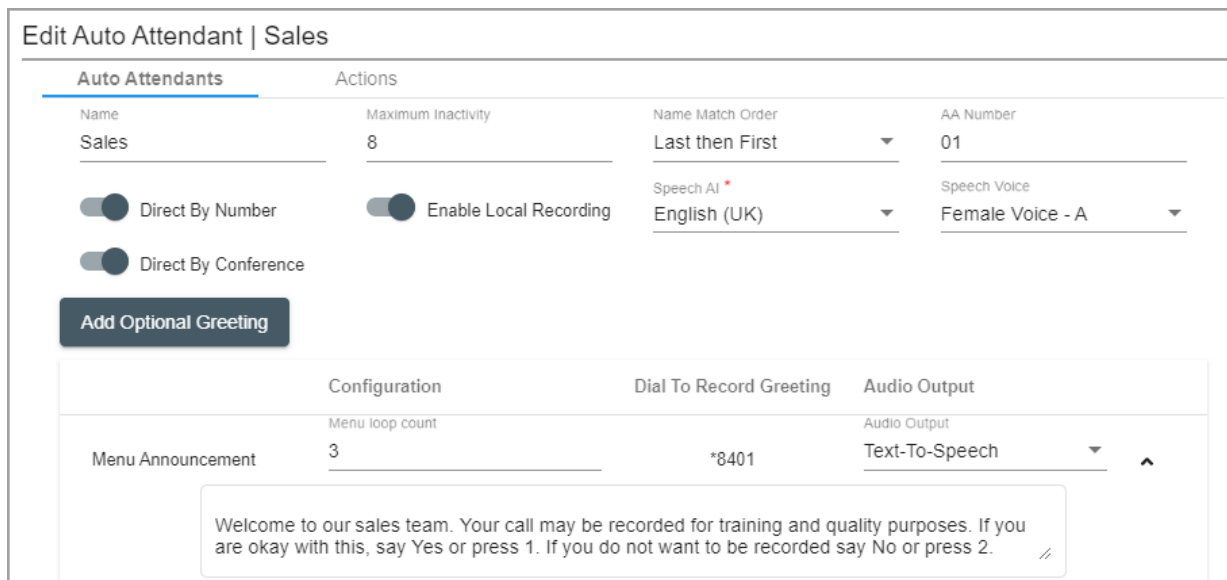 Edit Auto Attendant | Sales
Auto Attendants Actions
Name Maximum Inactivity Name Match Order AA Number
Sales 8 Last then First 01
Speech AI * Speech Voice
Direct By Number Enable Local Recording English (UK) Female Voice - A
Direct By Conference
Add Optional Greeting
Configuration Dial To Record Greeting Audio Output
Menu loop count Audio Output
Menu Announcement 3 *8401 Text-To-Speech
Welcome to our sales team. Your call may be recorded for training and quality purposes. If you
are okay with this, say Yes or press 1. If you do not want to be recorded say No or press 2.